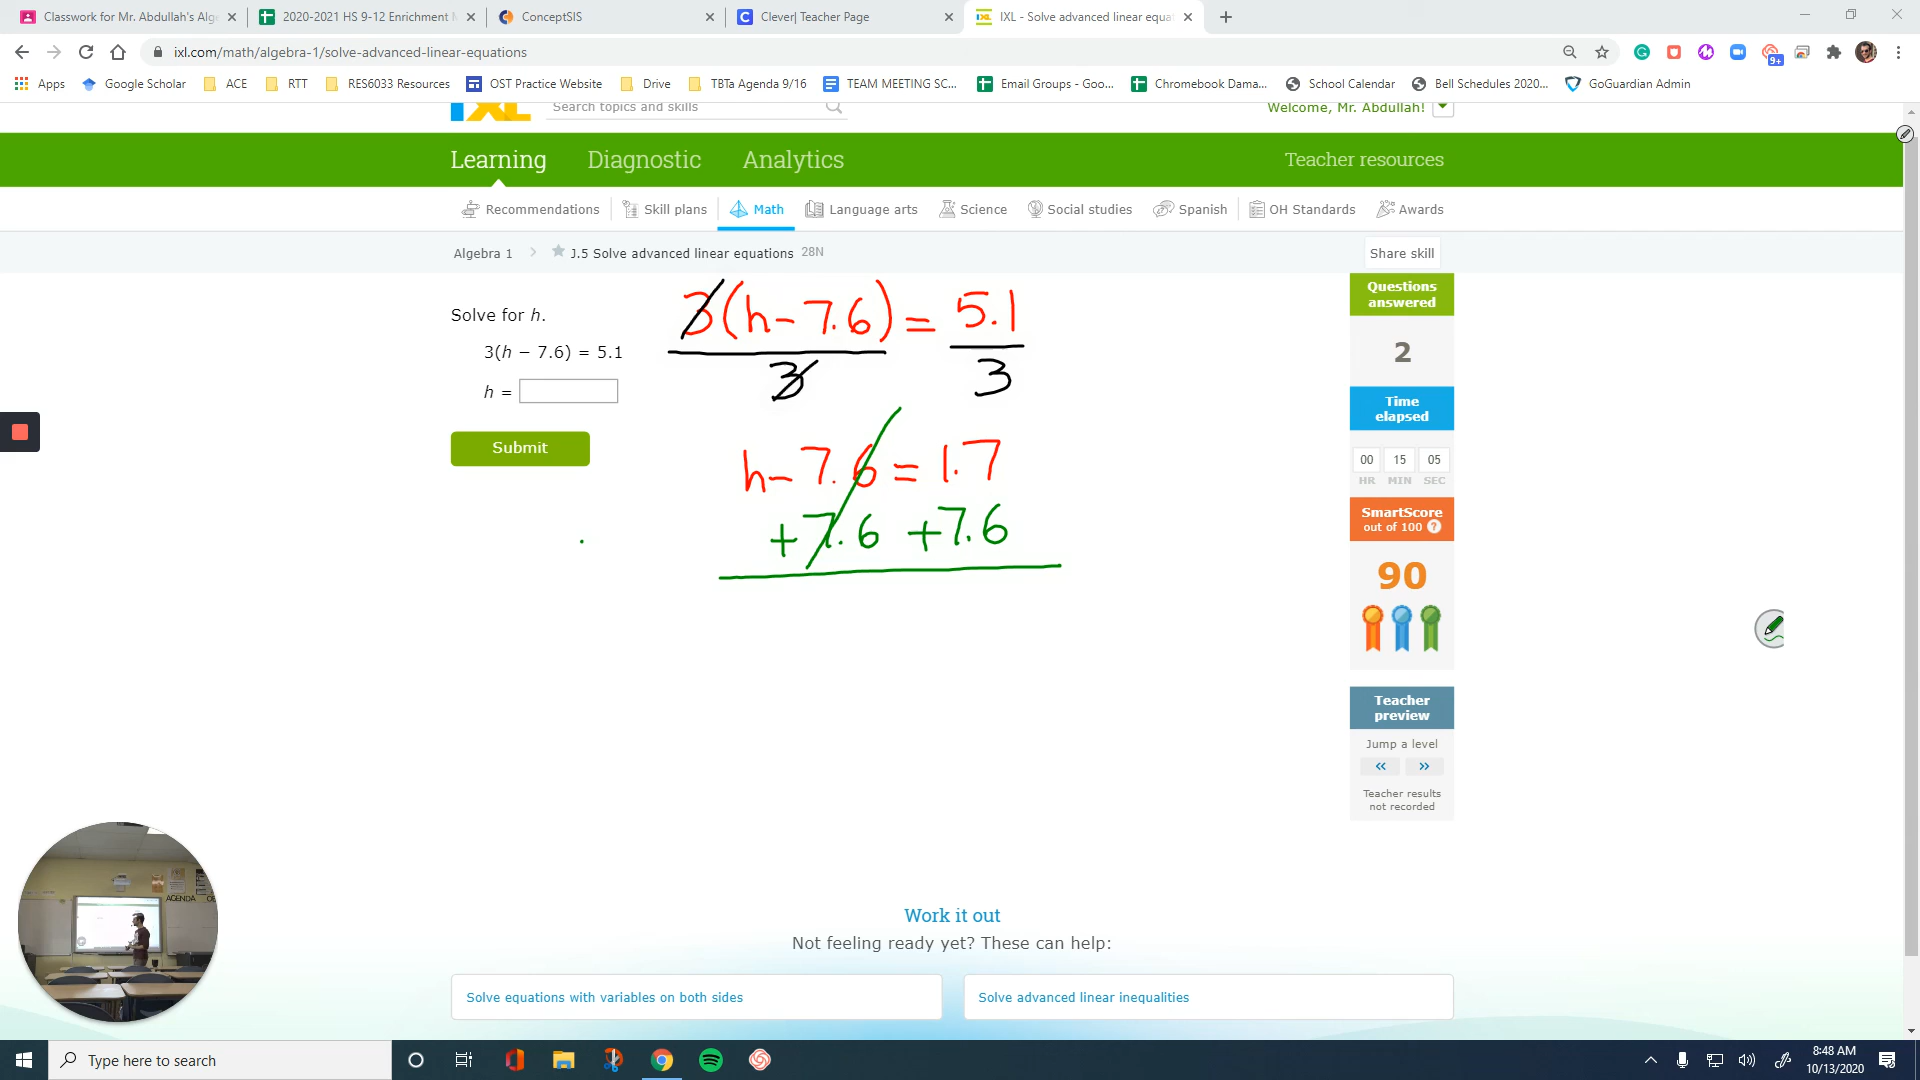 Classwork for Mr. Abdullah's Alg
2020-2021 HS 9-12 Enrichment M
ConceptSIS
Clever| Teacher Page
IXL - Solve advanced linear equa
ixl.com/math/algebra-1/solve-advanced-linear-equations
9+
Apps Google Scholar ACE RTT RES6033 Resources OST Practice Website Drive TBTa Agenda 9/16 TEAM MEETING SC... Email Groups - Goo... Chromebook Dama... School Calendar Bell Schedules 2020... GoGuardian Admin
IXL Search topics and skills Welcome, Mr. Abdullah!
Learning Diagnostic Analytics Teacher resources
Recommendations Skill plans Math Language arts Science Social studies Spanish OH Standards Awards
Algebra 1 > J.5 Solve advanced linear equations 28N Share skill
Solve for h.
3(h − 7.6) = 5.1
h =
Submit
3(h-7.6) = 5.1
3 3
h-7.6 = 1.7
+7.6 +7.6
Questions
answered
2
Time
elapsed
00 15 05
HR MIN SEC
SmartScore
out of 100 ?
90
Teacher
preview
Jump a level
<< >>
Teacher results
not recorded
AGENDA
Work it out
Not feeling ready yet? These can help:
Solve equations with variables on both sides
Solve advanced linear inequalities
Type here to search
8:48 AM
10/13/2020